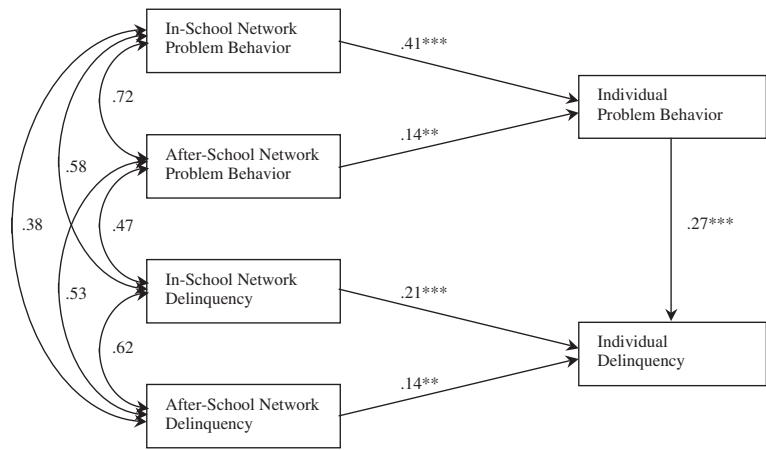 In-School Network
Problem Behavior
.41***
.72
Individual
Problem Behavior
.14**
After-School Network
Problem Behavior
.58
.38
.47
.27***
In-School Network
Delinquency
.21***
.53
.62
Individual
Delinquency
.14**
After-School Network
Delinquency